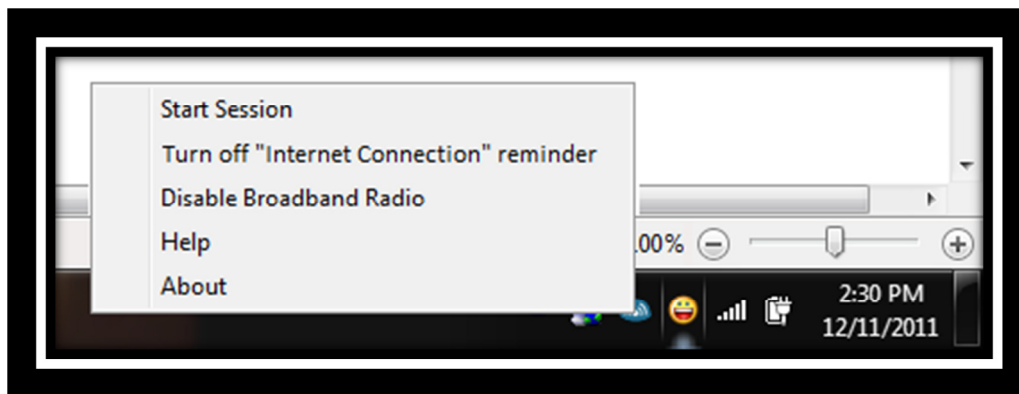 Start Session
Turn off "Internet Connection" reminder
Disable Broadband Radio
Help
About
00%
2:30 PM
12/11/2011